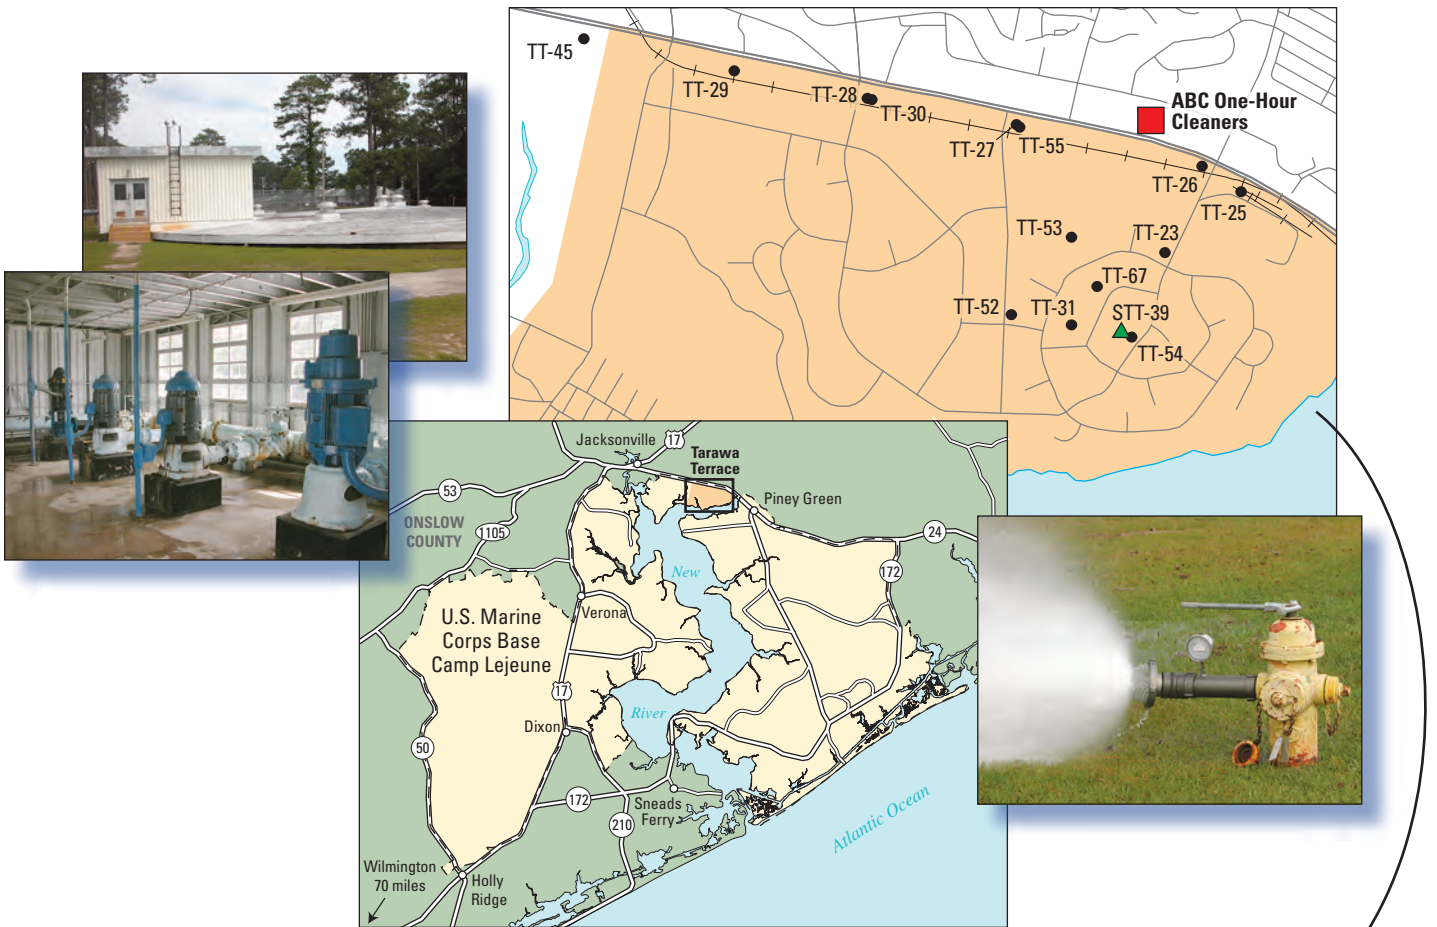 TT-45
TT-29
TT-28
TT-30
TT-27
TT-55
ABC One-Hour
Cleaners
TT-26
TT-25
TT-53
TT-23
TT-67
TT-52
TT-31
STT-39
TT-54
Jacksonville
17
Tarawa
Terrace
Piney Green
53
ONSLOW
COUNTY
1105
24
172
New
U.S. Marine
Corps Base
Camp Lejeune
Verona
17
River
Dixon
50
172
Sneads
Ferry
210
Atlantic Ocean
Wilmington
70 miles
Holly
Ridge